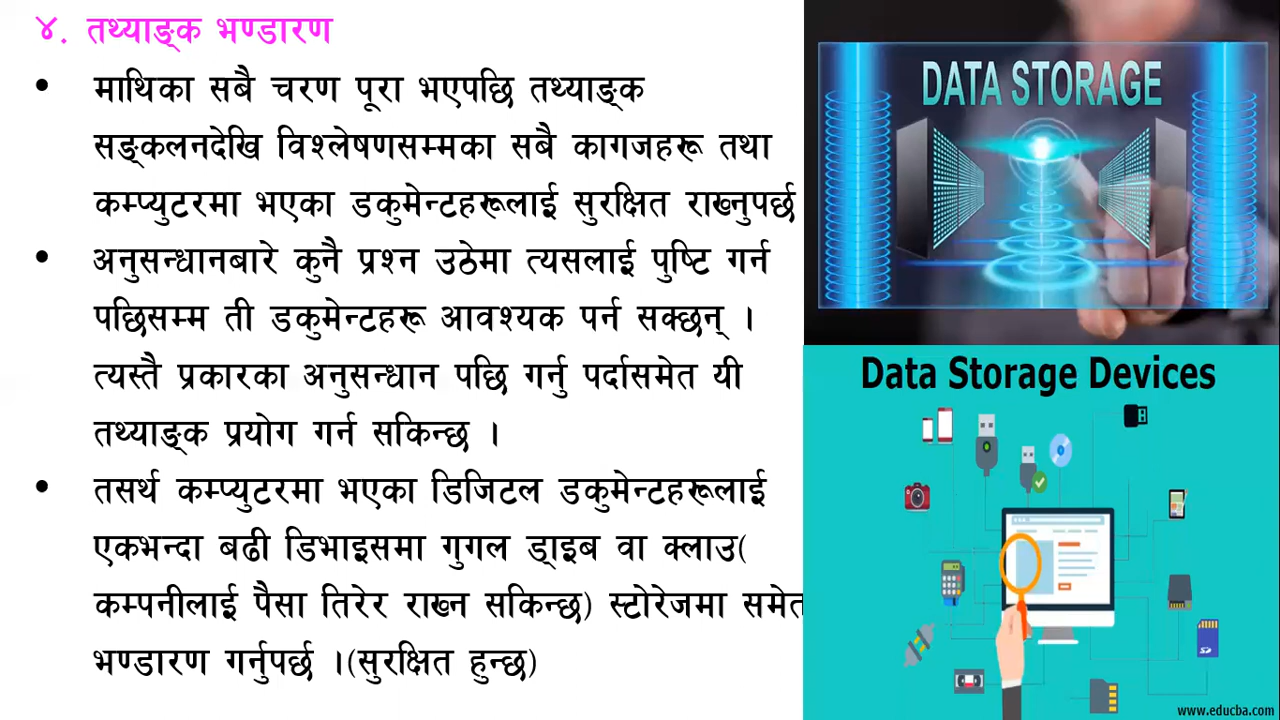 ४. तथ्याङ्क भण्डारण
• माथिका सबै चरण पूरा भएपछि तथ्याङ्क
सङ्कलनदेखि विश्लेषणसम्मका सबै कागजहरू तथा
कम्प्युटरमा भएका डकुमेन्टहरूलाई सुरक्षित राख्नुपर्छ
• अनुसन्धानबारे कुनै प्रश्न उठेमा त्यसलाई पुष्टि गर्न
पछिसम्म ती डकुमेन्टहरू आवश्यक पर्न सक्छन् ।
त्यस्तै प्रकारका अनुसन्धान पछि गर्नु पर्दासमेत यी
तथ्याङ्क प्रयोग गर्न सकिन्छ ।
• तसर्थ कम्प्युटरमा भएका डिजिटल डकुमेन्टहरूलाई
एकभन्दा बढी डिभाइसमा गुगल ड्राइब वा क्लाउ(
कम्पनीलाई पैसा तिरेर राख्न सकिन्छ) स्टोरेजमा समेत
भण्डारण गर्नुपर्छ ।(सुरक्षित हुन्छ)
DATA STORAGE
Data Storage Devices
www.educba.com